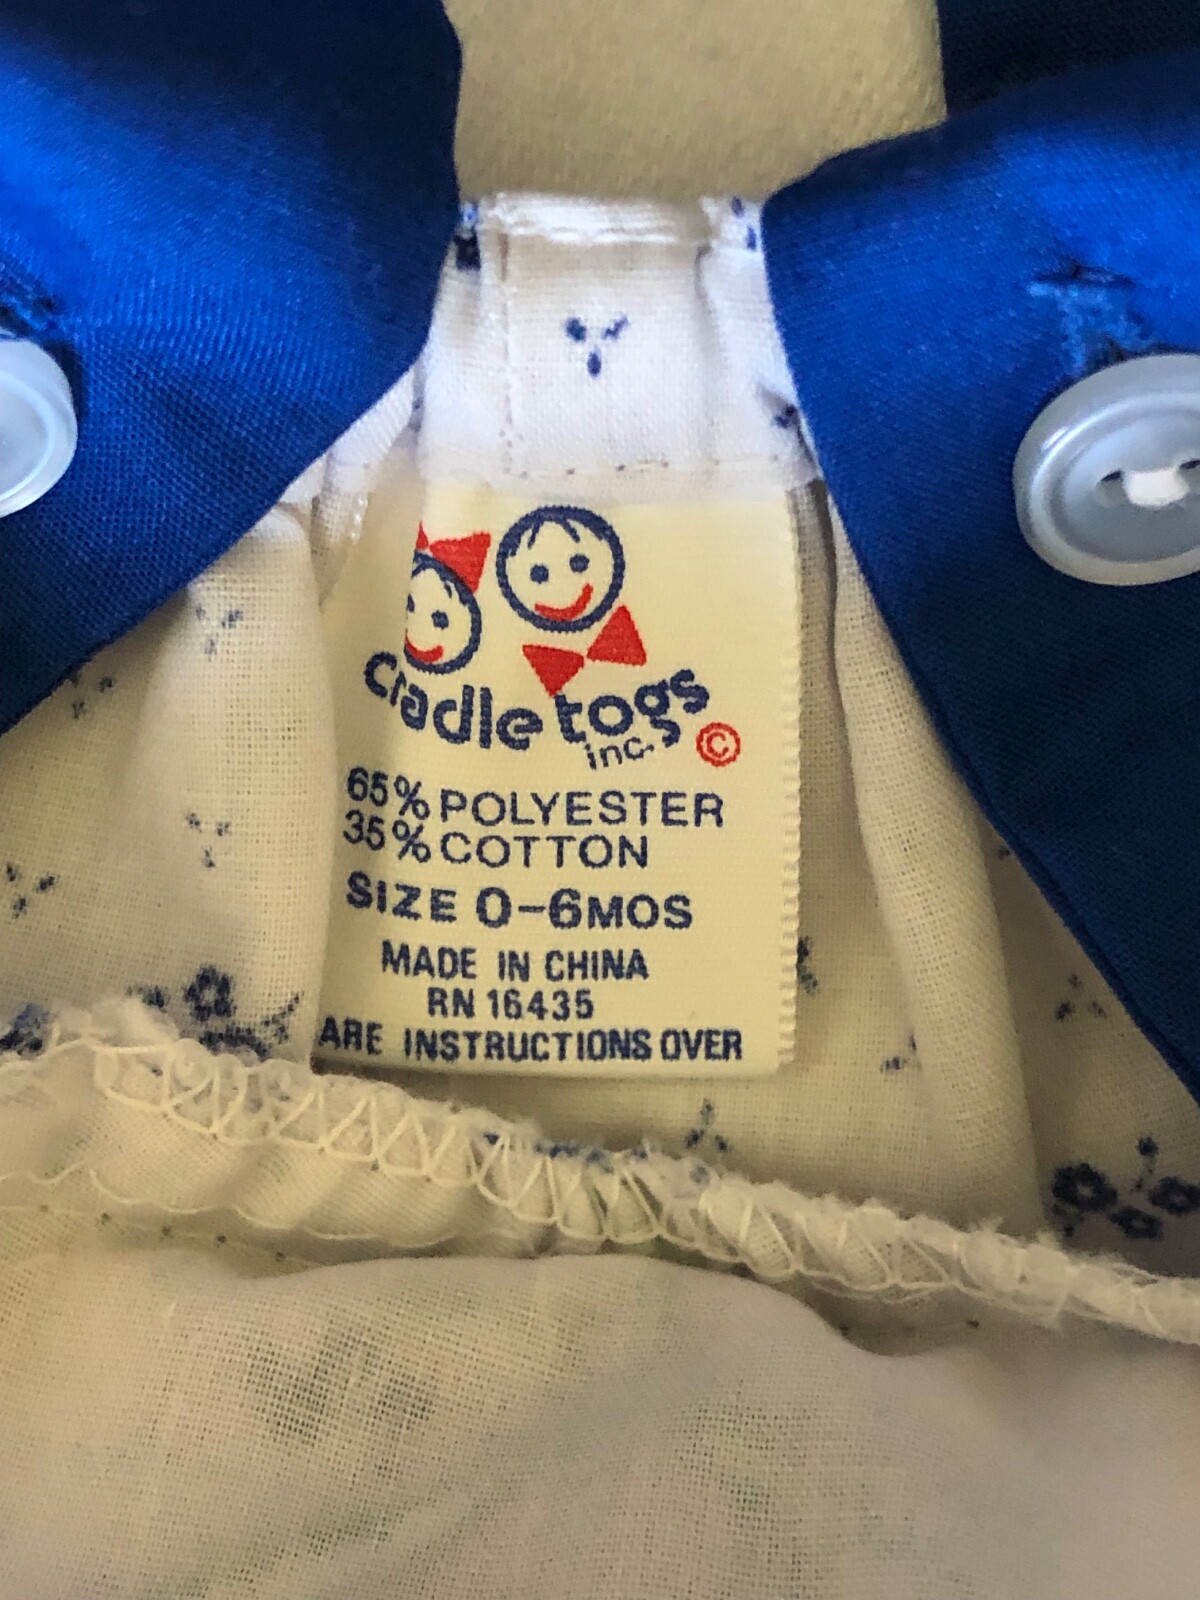 cradle togs
inc. ©
65% POLYESTER
35% COTTON
SIZE 0-6MOS
MADE IN CHINA
RN 16435
ARE INSTRUCTIONS OVER